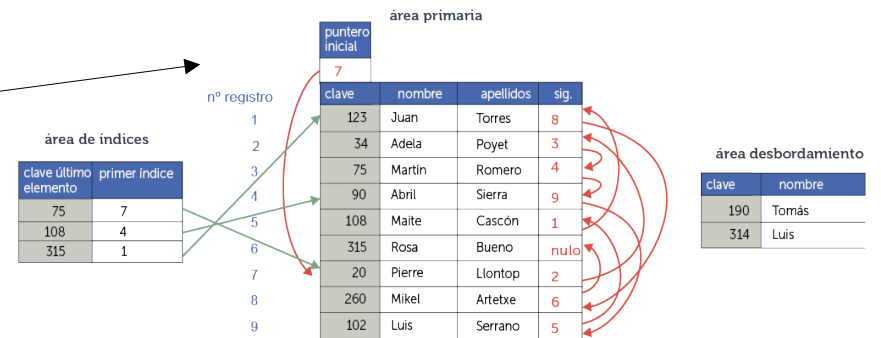 área primaria
puntero
inicial
7
nº registro
clave nombre apellidos sig.
1 123 Juan Torres 8
2 34 Adela Poyet 3
3 75 Martín Romero 4
4 90 Abril Sierra 9
5 108 Maite Cascón 1
6 315 Rosa Bueno nulo
7 20 Pierre Llontop 2
8 260 Mikel Artetxe 6
9 102 Luis Serrano 5
área de índices
clave último primer índice
elemento
75 7
108 4
315 1
área desbordamiento
clave nombre
190 Tomás
314 Luis